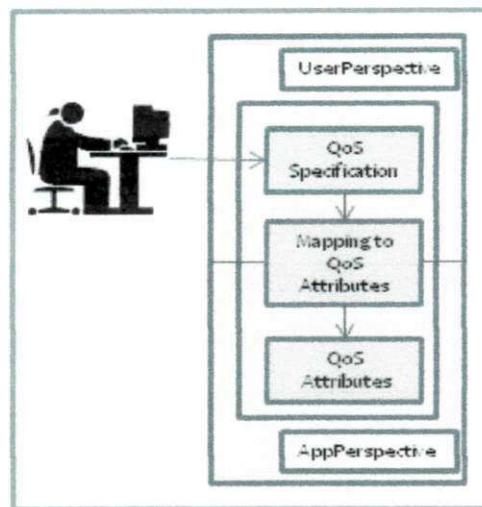 UserPerspective
QoS
Specification
Mapping to
QoS
Attributes
QoS
Attributes
AppPerspective